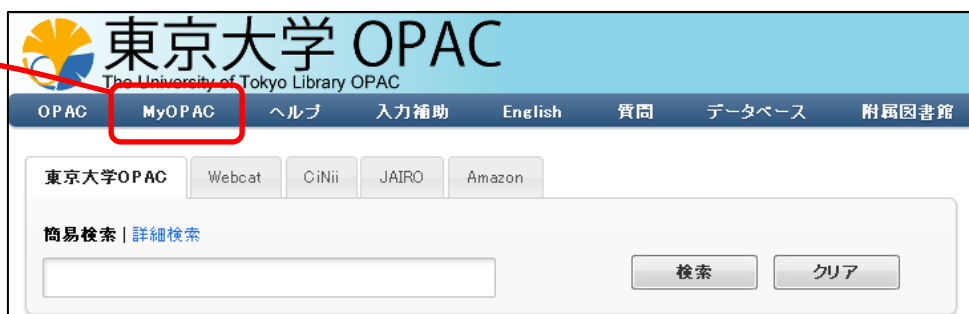 東京大学 OPAC
The University of Tokyo Library OPAC
OPAC MyOPAC ヘルプ 入力補助 English 質問 データベース 附属図書館
東京大学OPAC Webcat CiNii JAIRO Amazon
簡易検索 | 詳細検索
検索 クリア